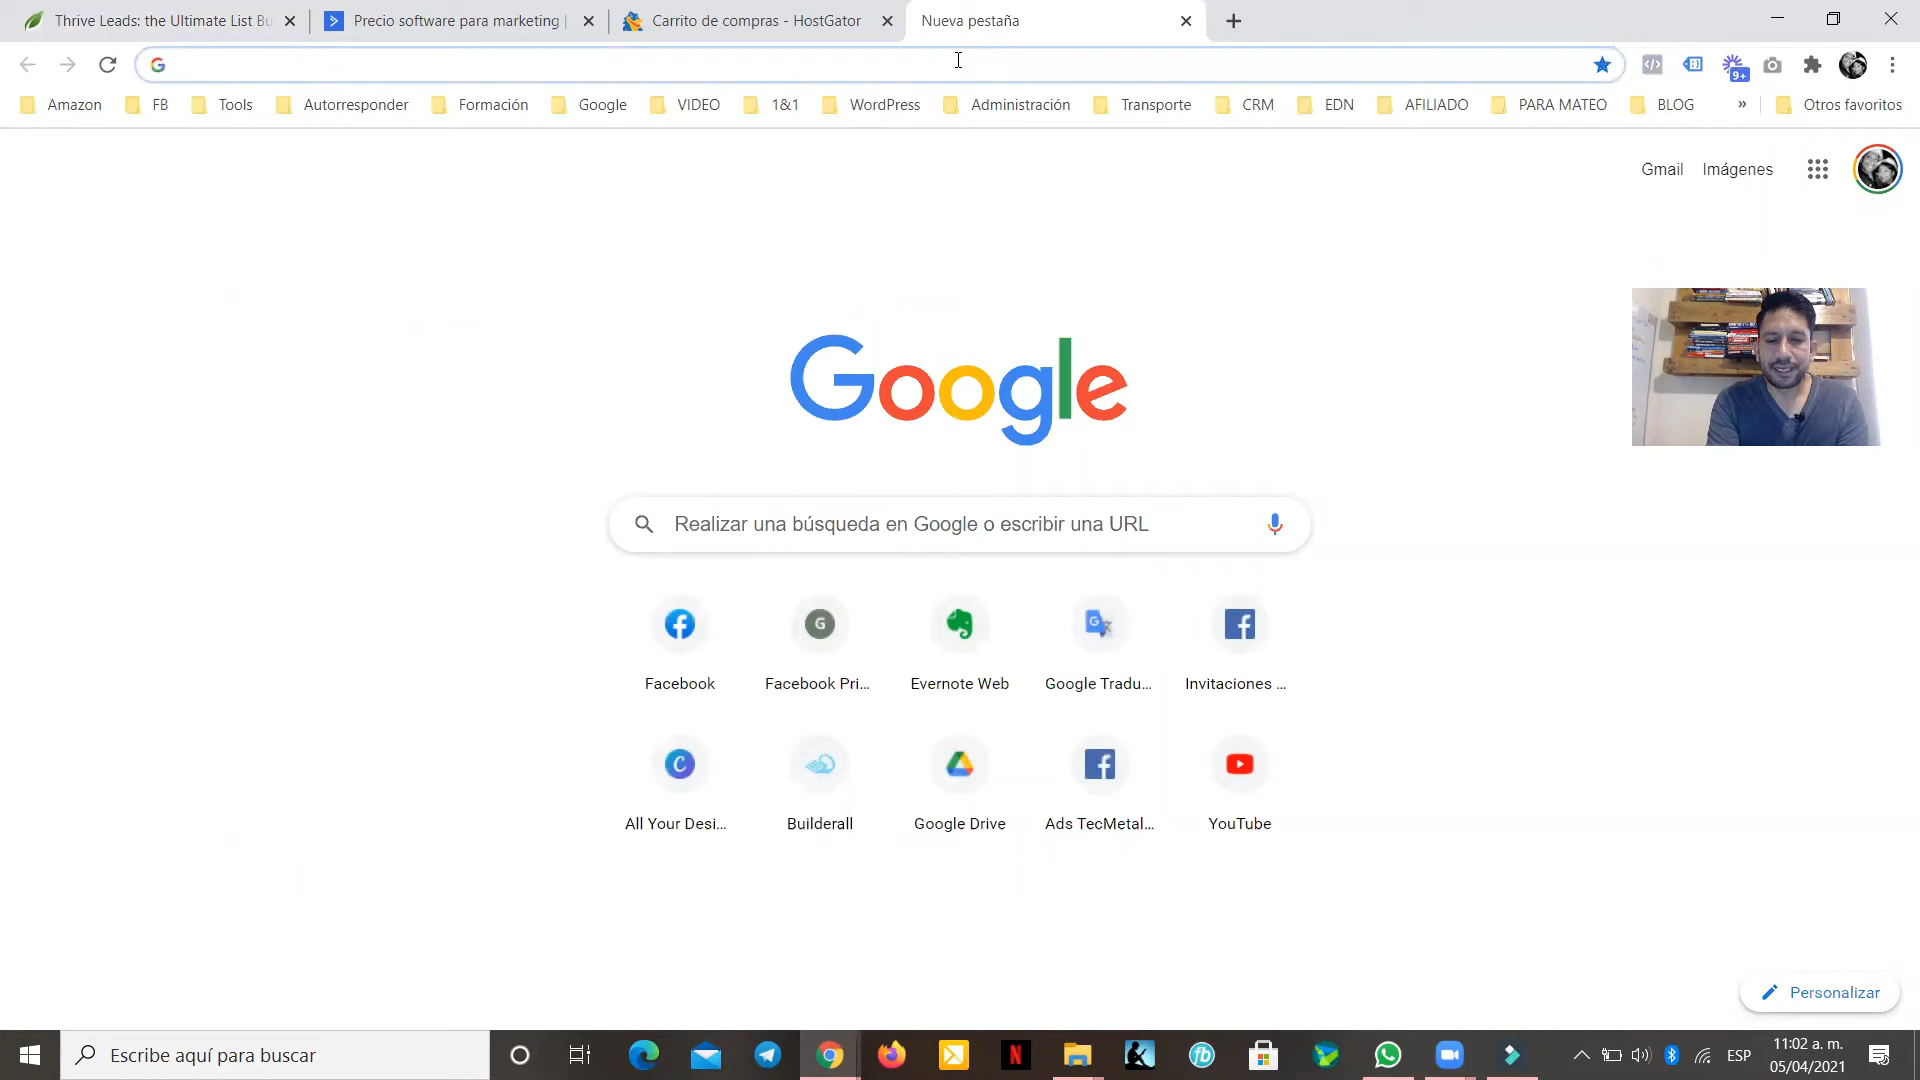 Thrive Leads: the Ultimate List Bu
Precio software para marketing |
Carrito de compras - HostGator
Nueva pestaña
9+
Amazon
FB
Tools
Autorresponder
Formación
Google
VIDEO
1&1
WordPress
Administración
Transporte
CRM
EDN
AFILIADO
PARA MATEO
BLOG
»
Otros favoritos
Gmail
Imágenes
Google
Realizar una búsqueda en Google o escribir una URL
Facebook
Facebook Pri...
Evernote Web
Google Tradu...
Invitaciones ...
All Your Desi...
Builderall
Google Drive
Ads TecMetal...
YouTube
Personalizar
Escribe aquí para buscar
ESP
11:02 a. m.
05/04/2021